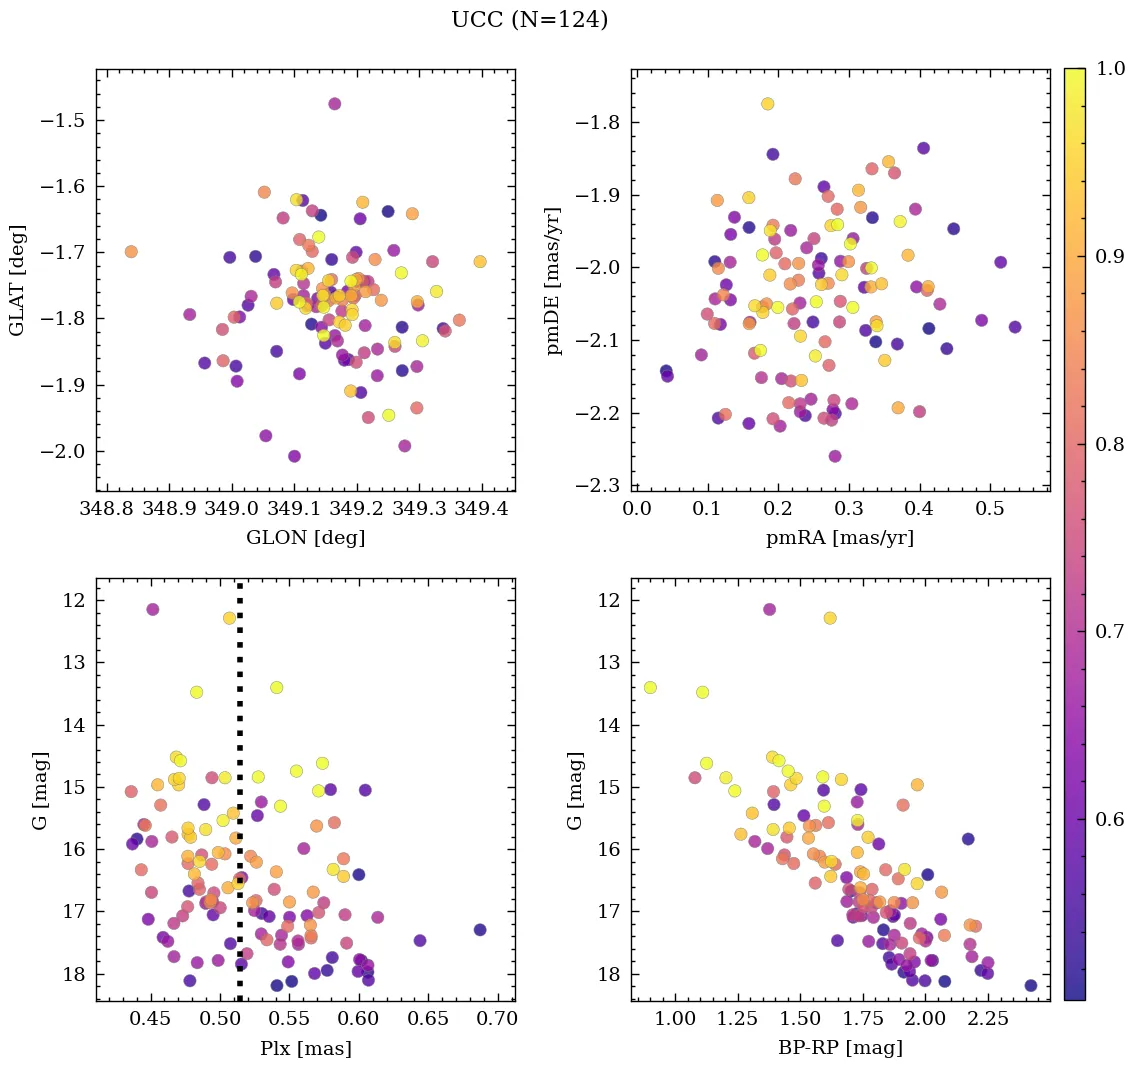 UCC (N=124)
−1.5
−1.6
−1.7
−1.8
−1.9
−2.0
GLAT [deg]
348.8 348.9 349.0 349.1 349.2 349.3 349.4
GLON [deg]
−1.8
−1.9
−2.0
−2.1
−2.2
−2.3
pmDE [mas/yr]
0.0 0.1 0.2 0.3 0.4 0.5
pmRA [mas/yr]
1.0
0.9
0.8
0.7
0.6
12
13
14
15
16
17
18
G [mag]
0.45 0.50 0.55 0.60 0.65 0.70
Plx [mas]
12
13
14
15
16
17
18
G [mag]
1.00 1.25 1.50 1.75 2.00 2.25
BP-RP [mag]